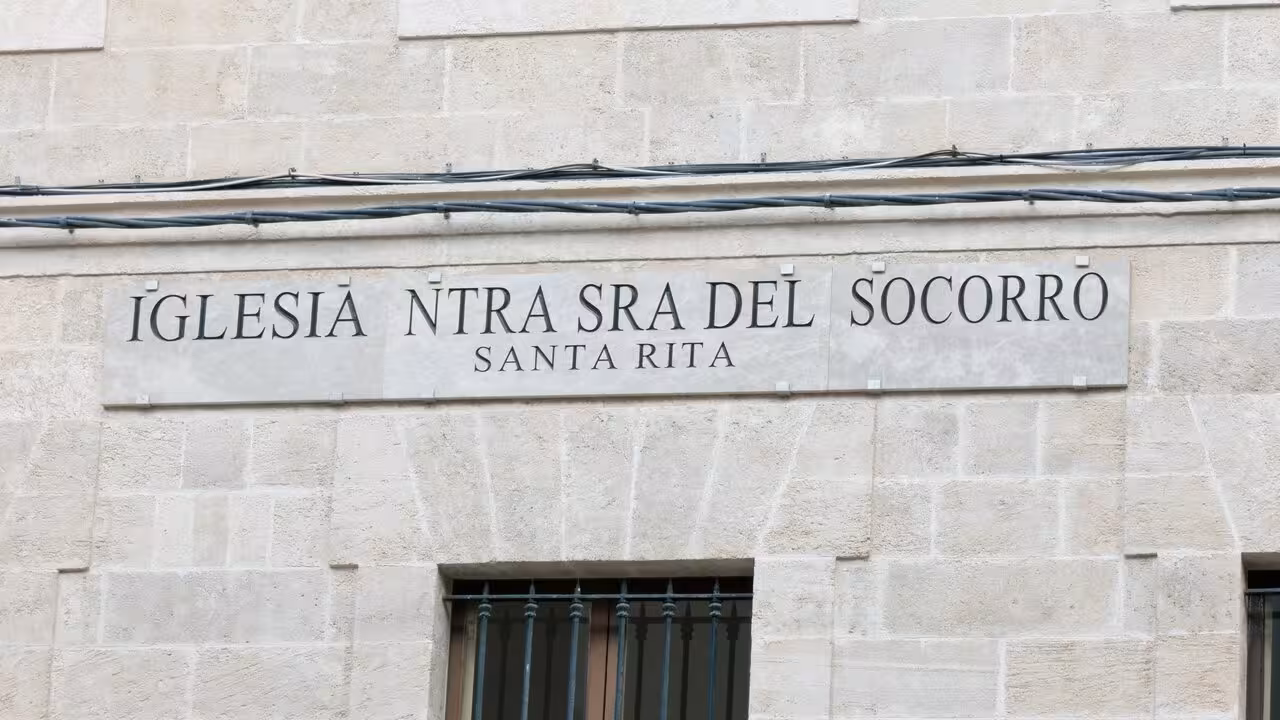 IGLESIA NTRA SRA DEL SOCORRO
SANTA RITA